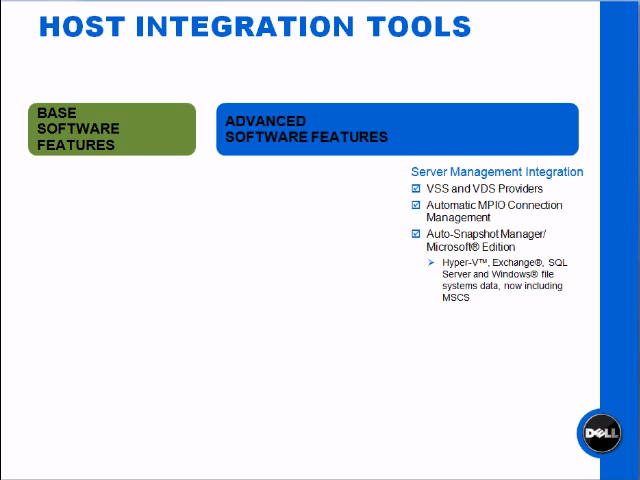 HOST INTEGRATION TOOLS
BASE
SOFTWARE
FEATURES
ADVANCED
SOFTWARE FEATURES
Server Management Integration
VSS and VDS Providers
Automatic MPIO Connection
Management
Auto-Snapshot Manager/
Microsoft® Edition
Hyper-V™, Exchange®, SQL
Server and Windows® file
systems data, now including
MSCS
DELL